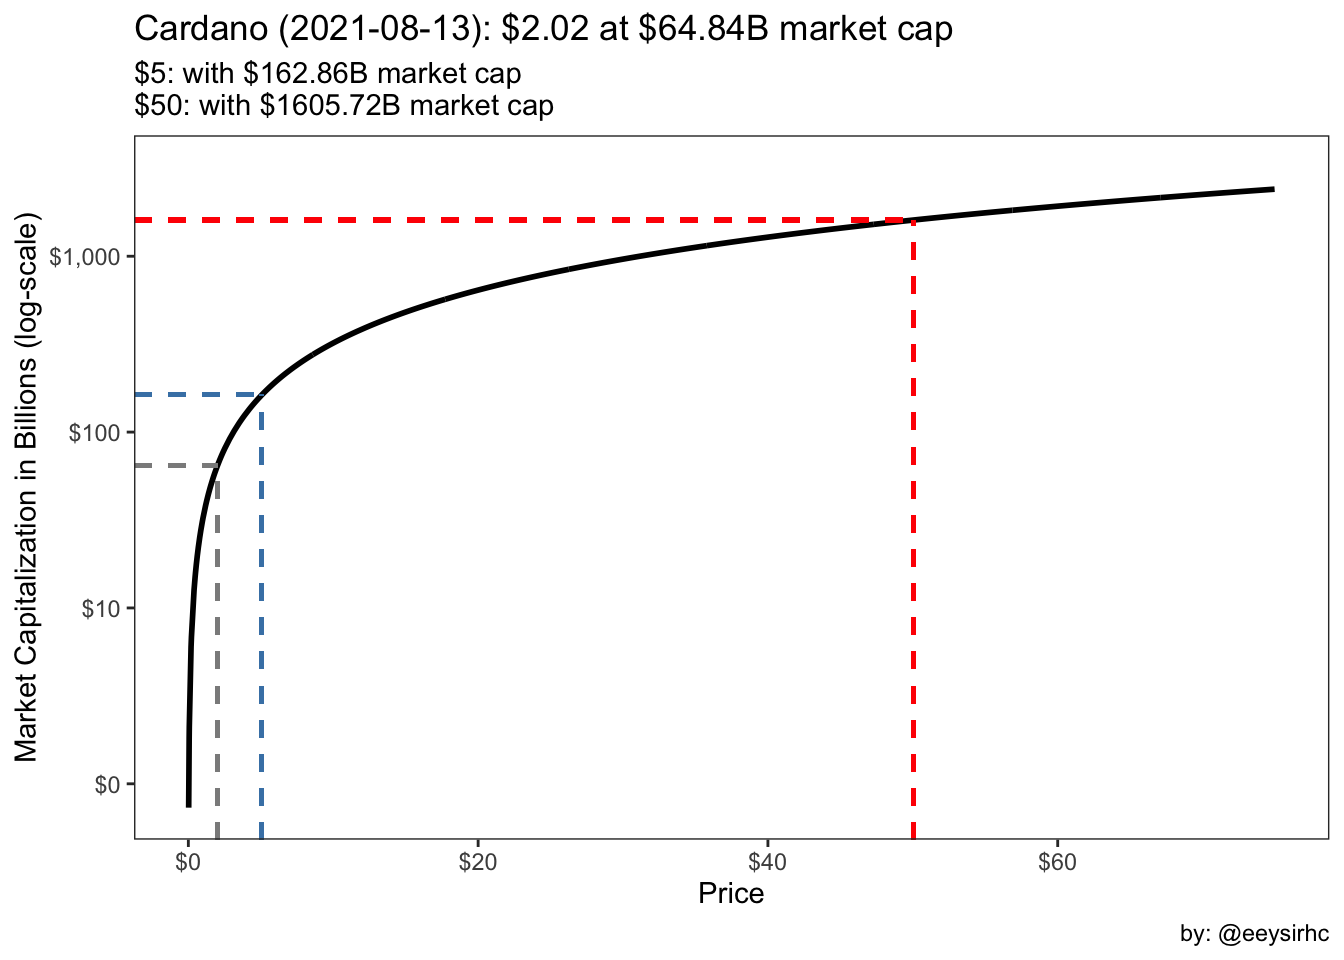 Cardano (2021-08-13): $2.02 at $64.84B market cap
$5: with $162.86B market cap
$50: with $1605.72B market cap
Market Capitalization in Billions (log-scale)
$1,000
$100
$10
$0
$0
$20
$40
$60
Price
by: @eeysirhc